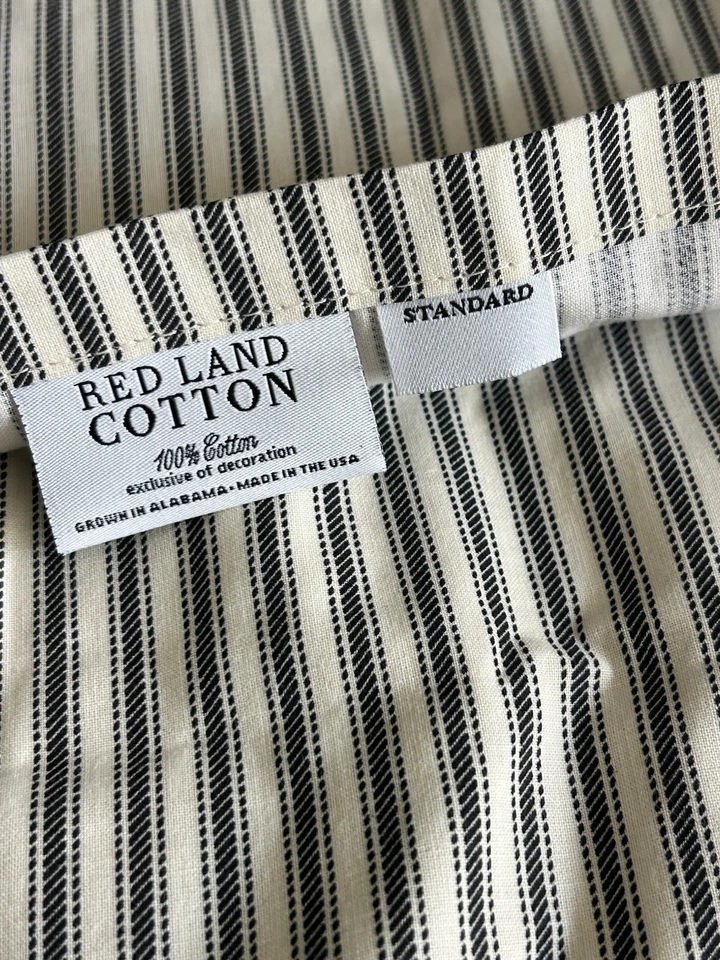 RED LAND
COTTON
100% Cotton
exclusive of decoration
GROWN IN ALABAMA • MADE IN THE USA
STANDARD